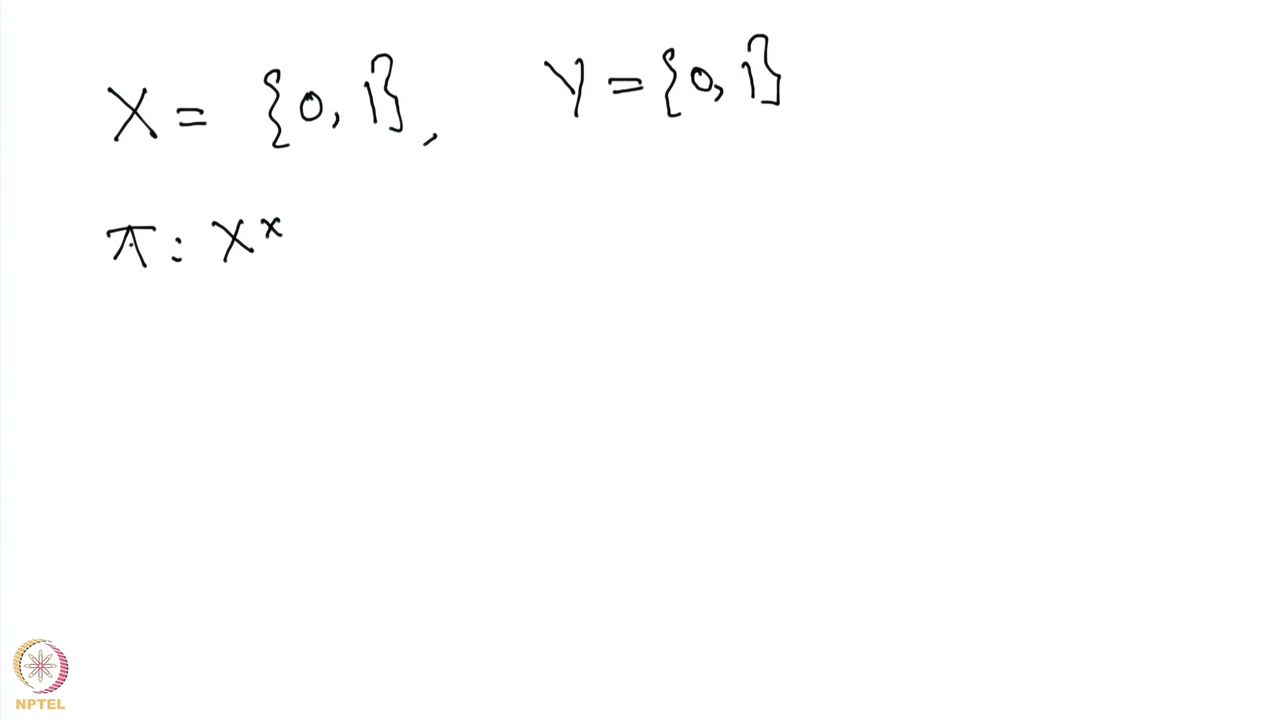 X = {0, 1}, Y = {0, 1}
π : X^x
NPTEL